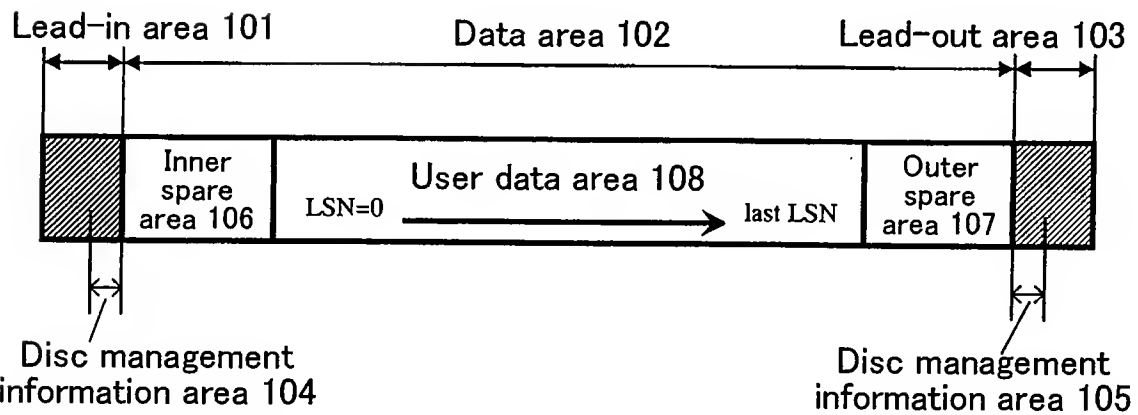 Lead-in area 101
Data area 102
Lead-out area 103
Inner
spare
area 106
User data area 108
LSN=0
last LSN
Outer
spare
area 107
Disc management
information area 104
Disc management
information area 105